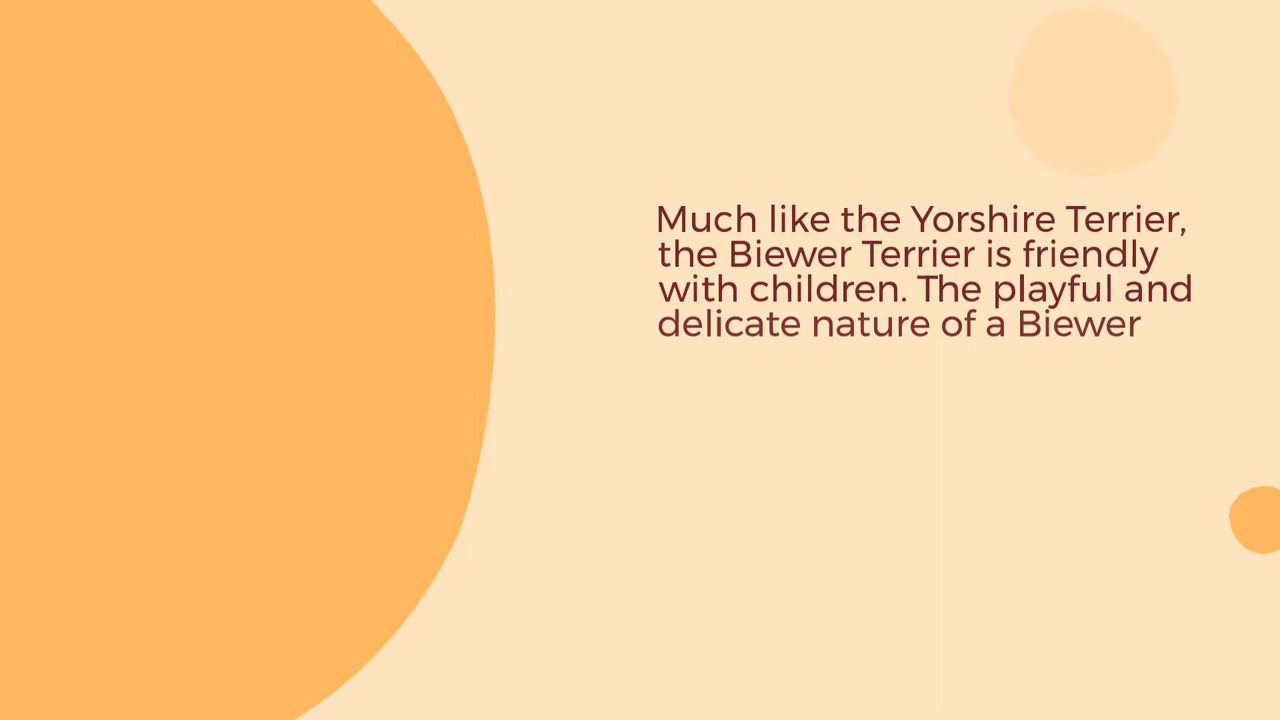 Much like the Yorshire Terrier,
the Biewer Terrier is friendly
with children. The playful and
delicate nature of a Biewer